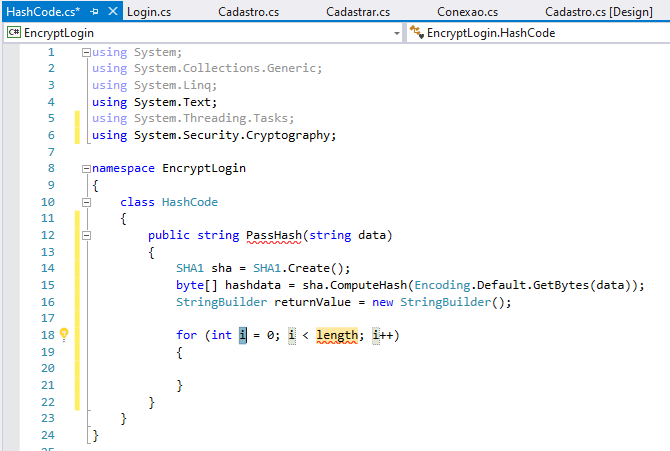 HashCode.cs* Login.cs Cadastro.cs Cadastrar.cs Conexao.cs Cadastro.cs [Design]
C# EncryptLogin EncryptLogin.HashCode
1 using System;
2 using System.Collections.Generic;
3 using System.Linq;
4 using System.Text;
5 using System.Threading.Tasks;
6 using System.Security.Cryptography;
7
8 namespace EncryptLogin
9 {
10 class HashCode
11 {
12 public string PassHash(string data)
13 {
14 SHA1 sha = SHA1.Create();
15 byte[] hashdata = sha.ComputeHash(Encoding.Default.GetBytes(data));
16 StringBuilder returnValue = new StringBuilder();
17
18 for (int i = 0; i < length; i++)
19 {
20
21 }
22 }
23 }
24 }
25